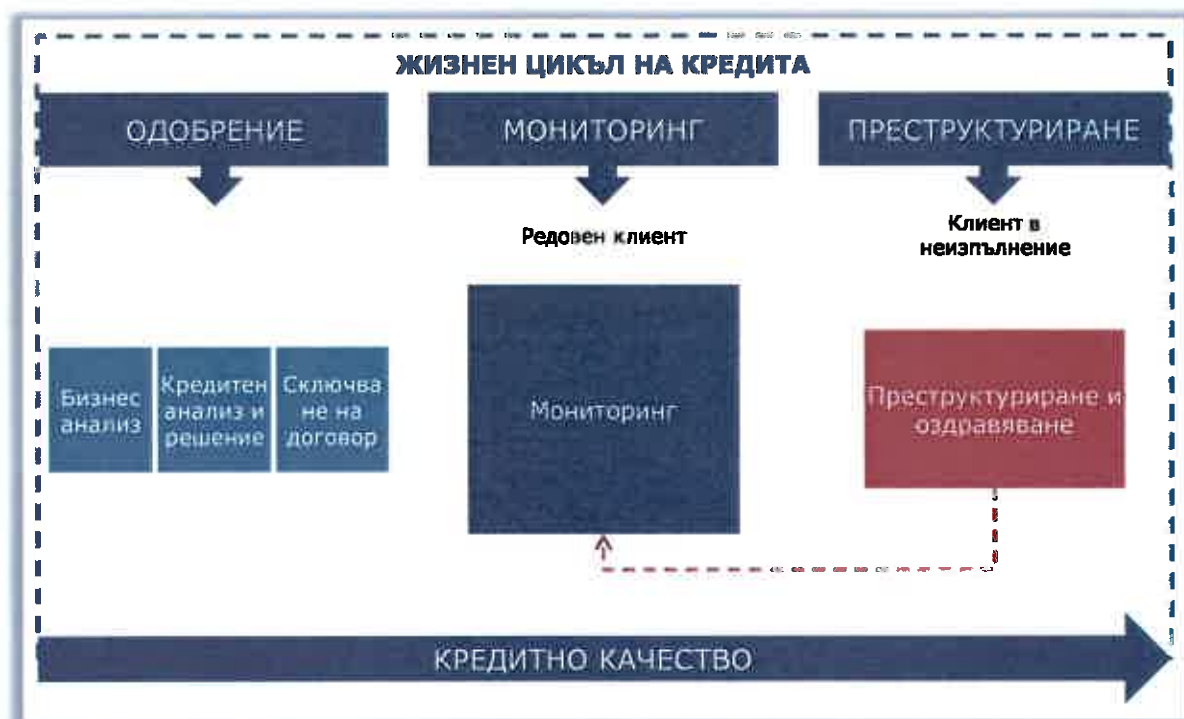 ЖИЗНЕН ЦИКЪЛ НА КРЕДИТА
ОДОБРЕНИЕ
МОНИТОРИНГ
ПРЕСТРУКТУРИРАНЕ
Редовен клиент
Клиент в
неизпълнение
Бизнес
анализ
Кредитен
анализ и
решение
Сключва
не на
договор
Мониторинг
Преструктуриране и
оздравяване
КРЕДИТНО КАЧЕСТВО